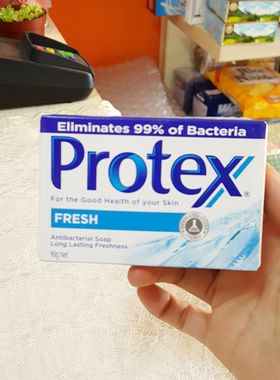 Eliminates 99% of Bacteria
Protex®
For the Good Health of your Skin
FRESH
Antibacterial Soap
Long Lasting Freshness
90g Net